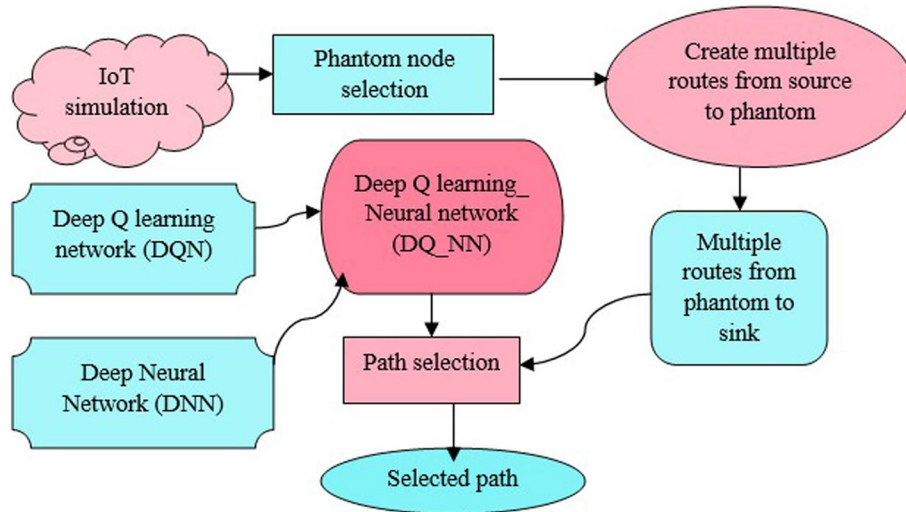 IoT
simulation
Phantom node
selection
Create multiple
routes from source
to phantom
Deep Q learning
network (DQN)
Deep Q learning_
Neural network
(DQ_NN)
Multiple
routes from
phantom to
sink
Deep Neural
Network (DNN)
Path selection
Selected path